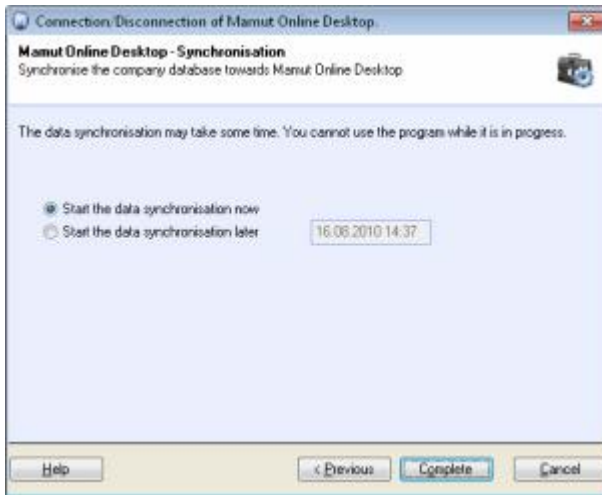 Connection/Disconnection of Mamut Online Desktop.
Mamut Online Desktop - Synchronisation
Synchronise the company database towards Mamut Online Desktop
The data synchronisation may take some time. You cannot use the program while it is in progress.
Start the data synchronisation now
Start the data synchronisation later 16.08.2010 14:37
Help < Previous Complete Cancel